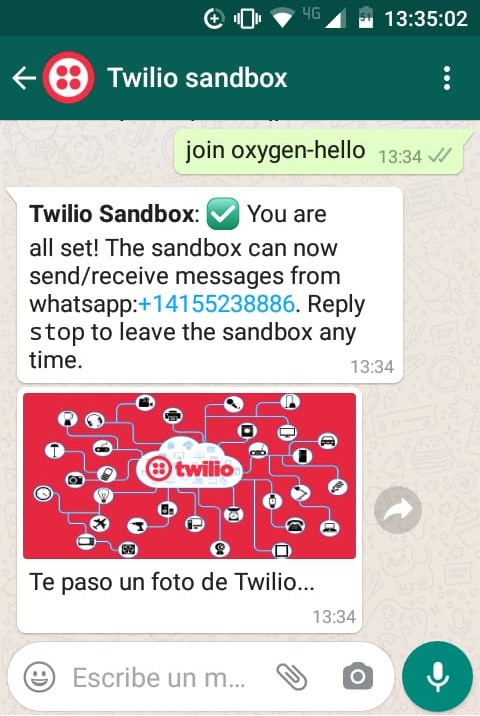 4G 13:35:02
Twilio sandbox
join oxygen-hello 13:34
Twilio Sandbox: ✅ You are
all set! The sandbox can now
send/receive messages from
whatsapp:+14155238886. Reply
stop to leave the sandbox any
time.
13:34
twilio
Te paso un foto de Twilio...
13:34
Escribe un m...